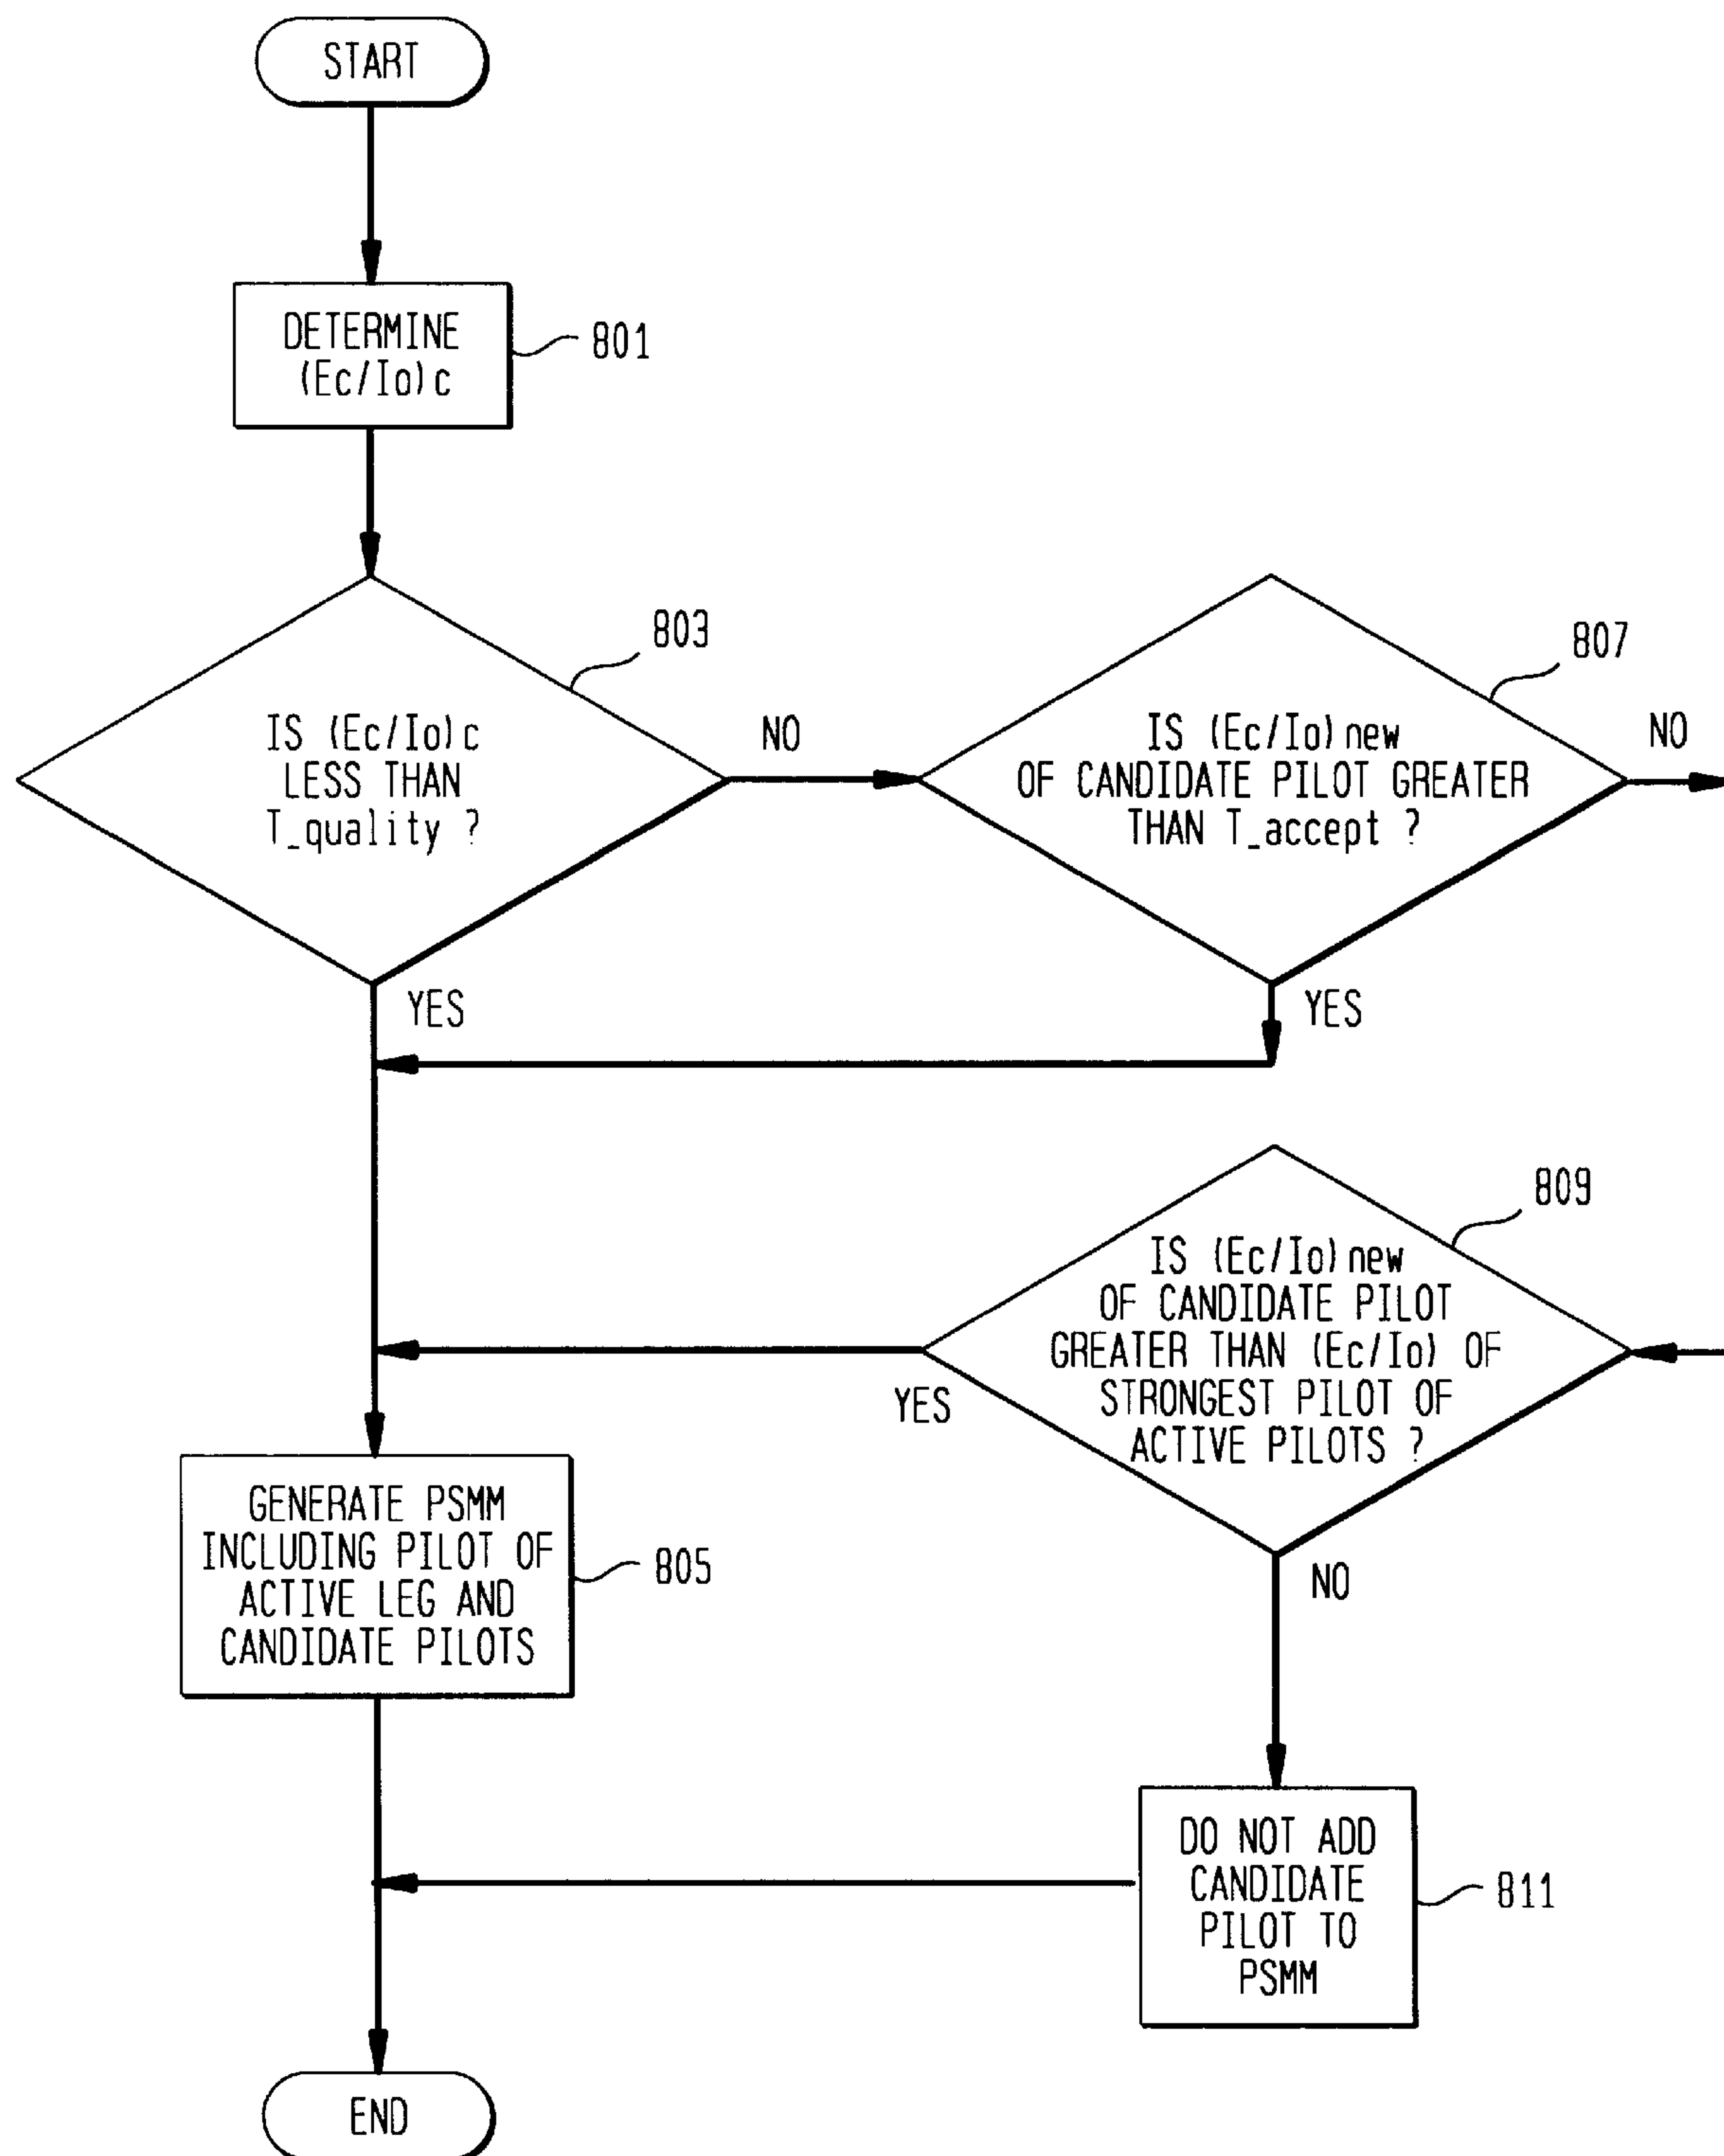 START
DETERMINE
(Ec/Io)c
801
803
IS (Ec/Io)c
LESS THAN
T_quality ?
NO
YES
807
IS (Ec/Io)new
OF CANDIDATE PILOT GREATER
THAN T_accept ?
NO
YES
809
IS (Ec/Io)new
OF CANDIDATE PILOT
GREATER THAN (Ec/Io) OF
STRONGEST PILOT OF
ACTIVE PILOTS ?
YES
NO
GENERATE PSMM
INCLUDING PILOT OF
ACTIVE LEG AND
CANDIDATE PILOTS
805
DO NOT ADD
CANDIDATE
PILOT TO
PSMM
811
END